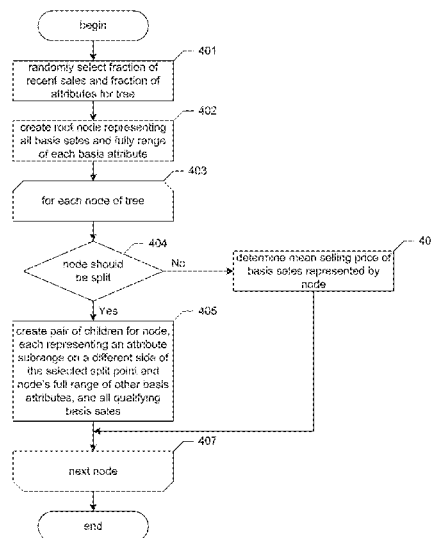 begin
401
randomly select fraction of
recent sales and fraction of
attributes for tree
402
create root node representing
all basis sales and fully range
of each basis attribute
403
for each node of tree
404
node should
be split
No
40
determine mean selling price of
basis sales represented by
node
Yes
405
create pair of children for node,
each representing an attribute
subrange on a different side of
the selected split point and
node's full range of other basis
attributes, and all qualifying
basis sales
407
next node
end